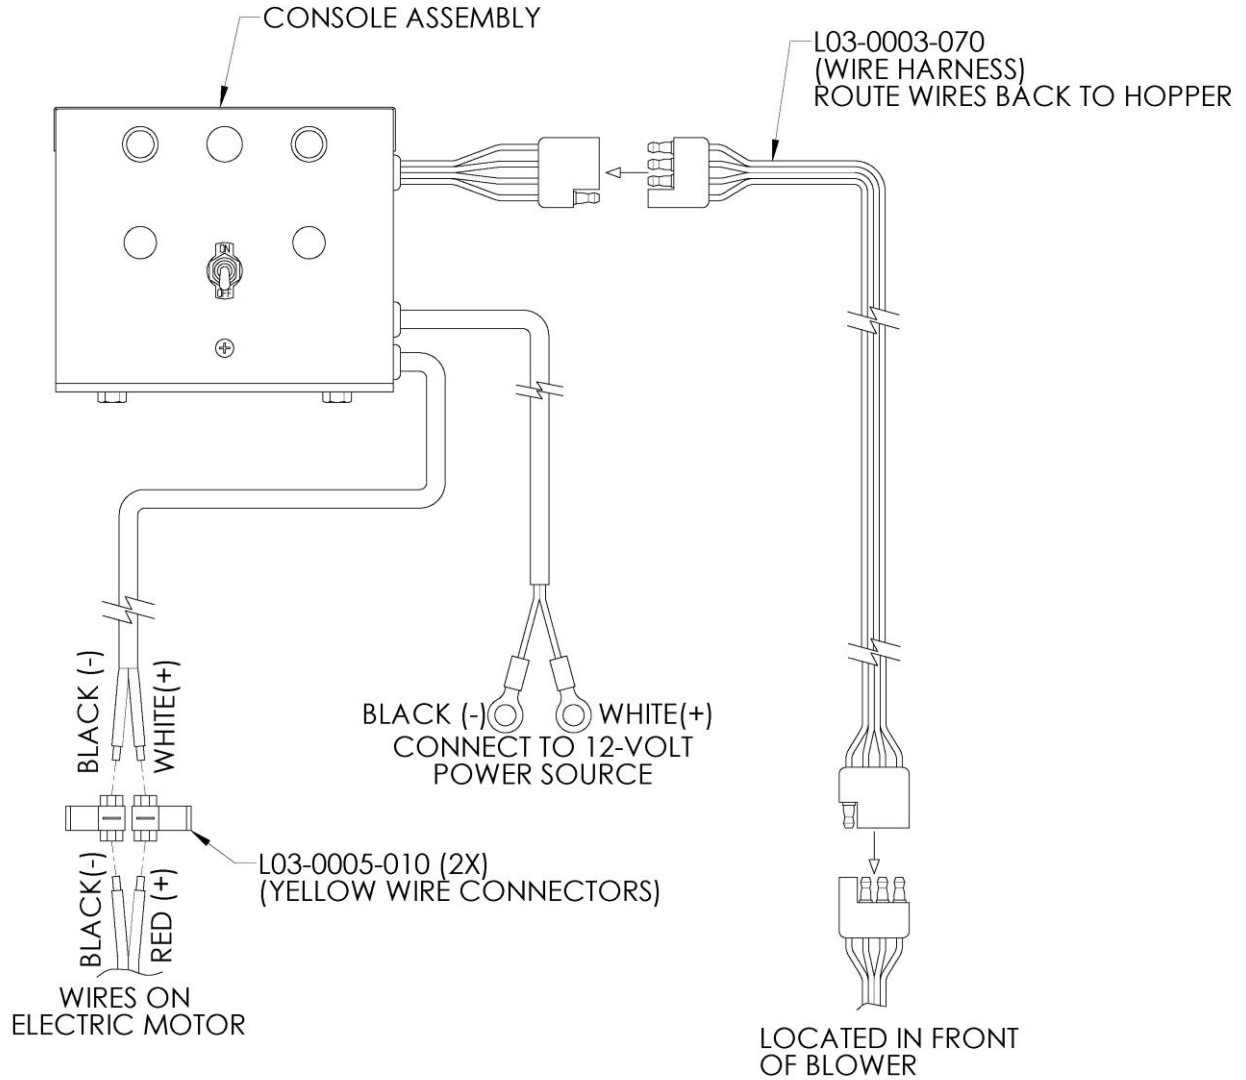 CONSOLE ASSEMBLY
L03-0003-070
(WIRE HARNESS)
ROUTE WIRES BACK TO HOPPER
ON
OFF
BLACK (-)
WHITE(+)
BLACK (-)
WHITE(+)
CONNECT TO 12-VOLT
POWER SOURCE
L03-0005-010 (2X)
(YELLOW WIRE CONNECTORS)
BLACK(-)
RED (+)
WIRES ON
ELECTRIC MOTOR
LOCATED IN FRONT
OF BLOWER